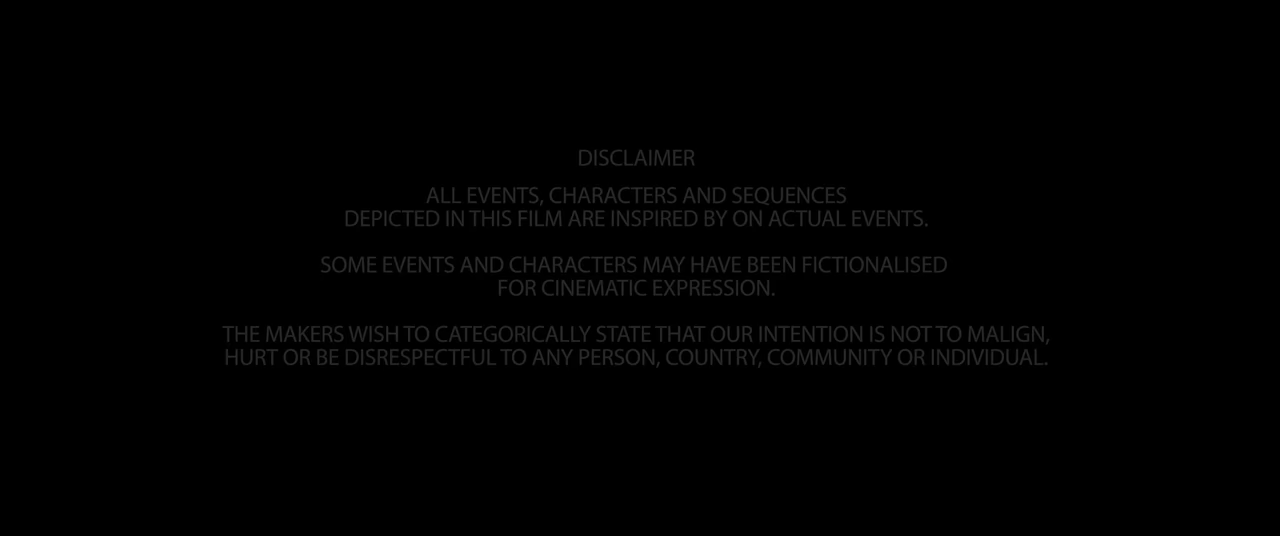 DISCLAIMER
ALL EVENTS, CHARACTERS AND SEQUENCES
DEPICTED IN THIS FILM ARE INSPIRED BY ON ACTUAL EVENTS.
SOME EVENTS AND CHARACTERS MAY HAVE BEEN FICTIONALISED
FOR CINEMATIC EXPRESSION.
THE MAKERS WISH TO CATEGORICALLY STATE THAT OUR INTENTION IS NOT TO MALIGN,
HURT OR BE DISRESPECTFUL TO ANY PERSON, COUNTRY, COMMUNITY OR INDIVIDUAL.